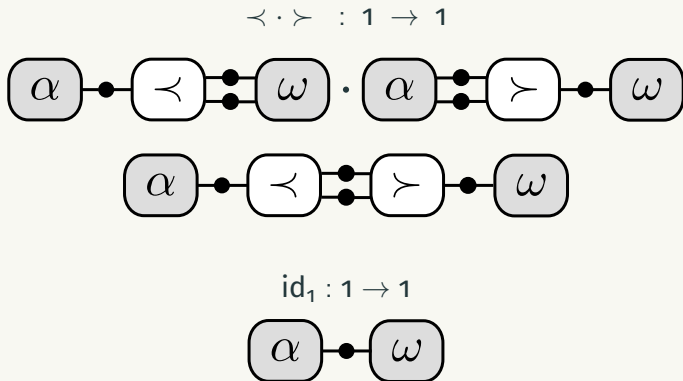 ≺ · ≻ : 1 → 1
α ≺ ω · α ≻ ω
α ≺ ≻ ω
id₁ : 1 → 1
α ω